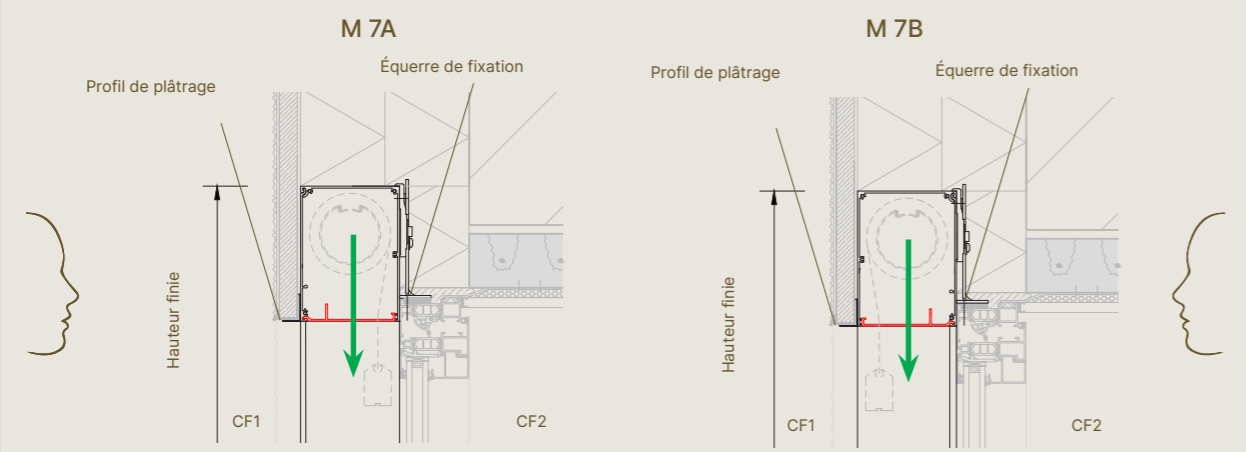 M 7A
Équerre de fixation
Profil de plâtrage
Hauteur finie
CF1
CF2
M 7B
Équerre de fixation
Profil de plâtrage
Hauteur finie
CF1
CF2